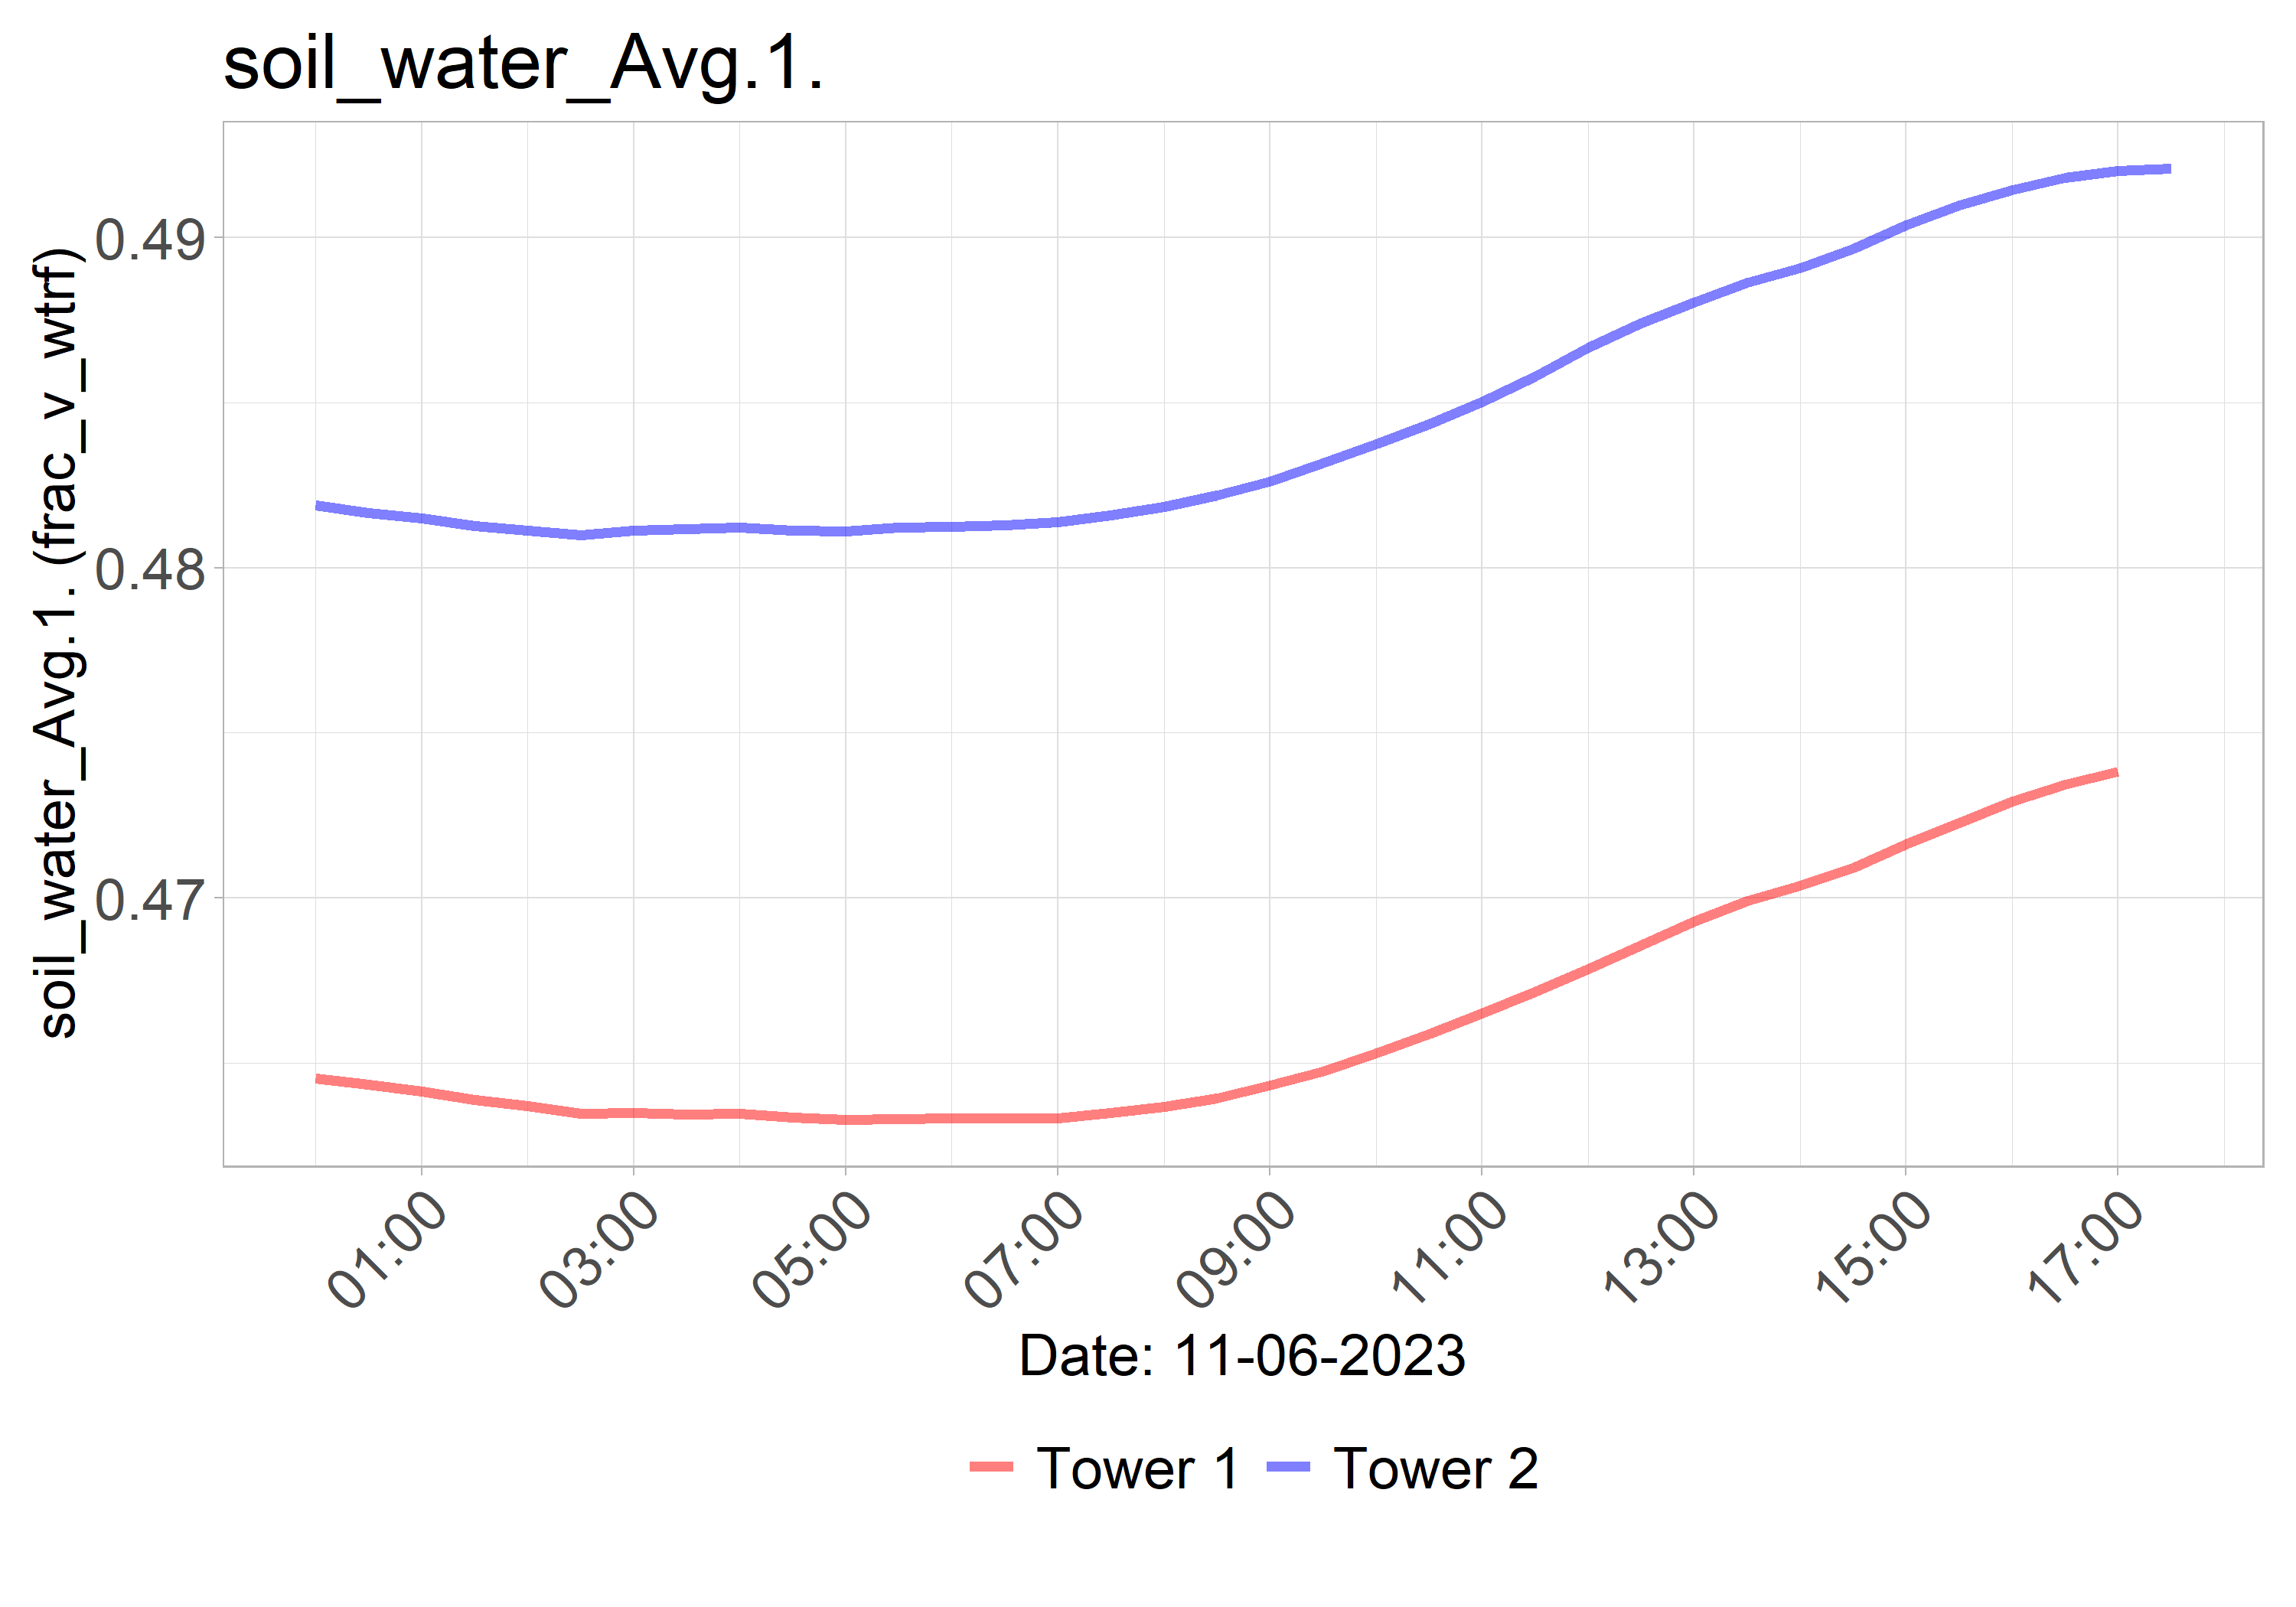 soil_water_Avg.1.
soil_water_Avg.1. (frac_v_wtrf)
0.49
0.48
0.47
01:00
03:00
05:00
07:00
09:00
11:00
13:00
15:00
17:00
Date: 11-06-2023
Tower 1
Tower 2